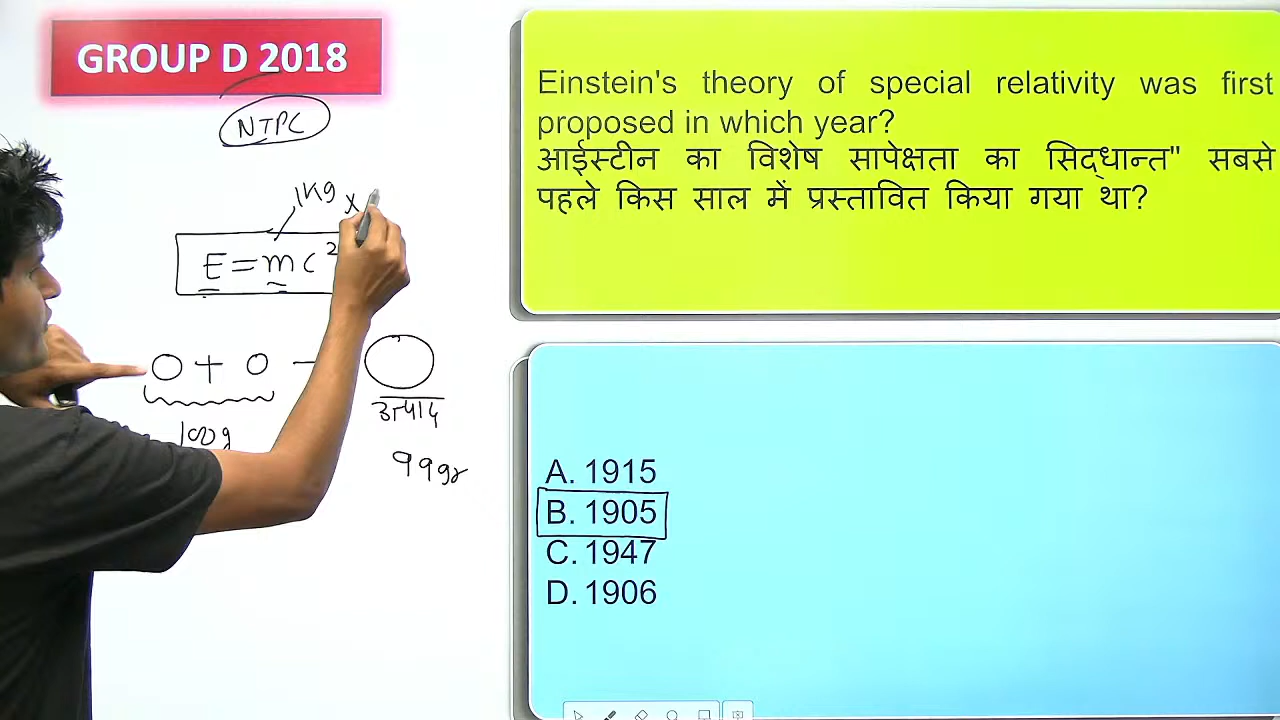 GROUP D 2018
NTPC
1Kg x
E = mc²
O + O
100g
उत्पाद
99gr
Einstein's theory of special relativity was first
proposed in which year?
आईस्टीन का विशेष सापेक्षता का सिद्धान्त" सबसे
पहले किस साल में प्रस्तावित किया गया था?
A. 1915
B. 1905
C. 1947
D. 1906